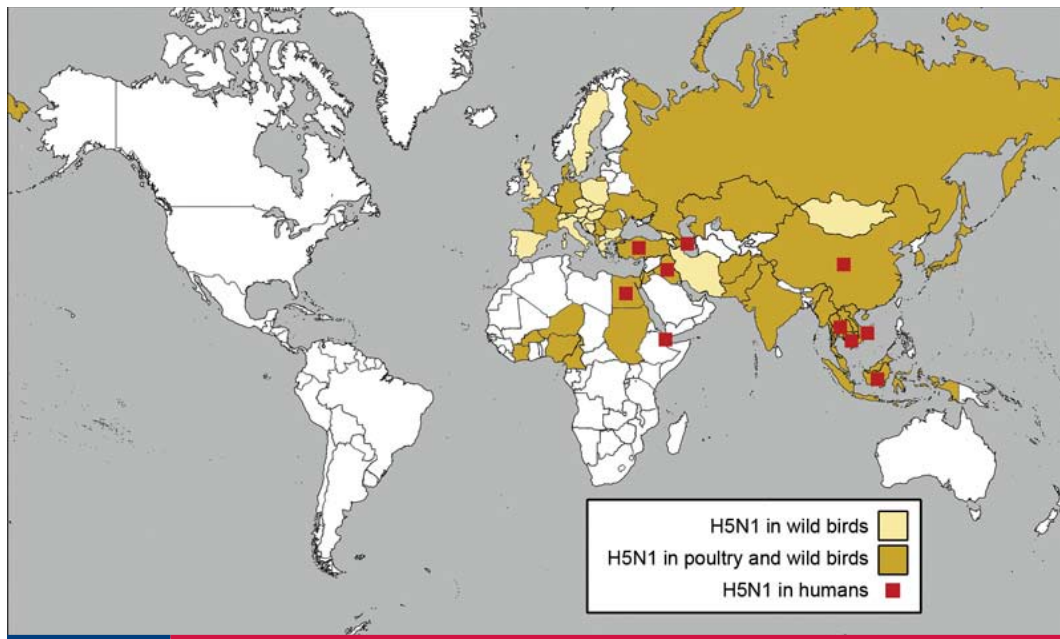 H5N1 in wild birds
H5N1 in poultry and wild birds
H5N1 in humans